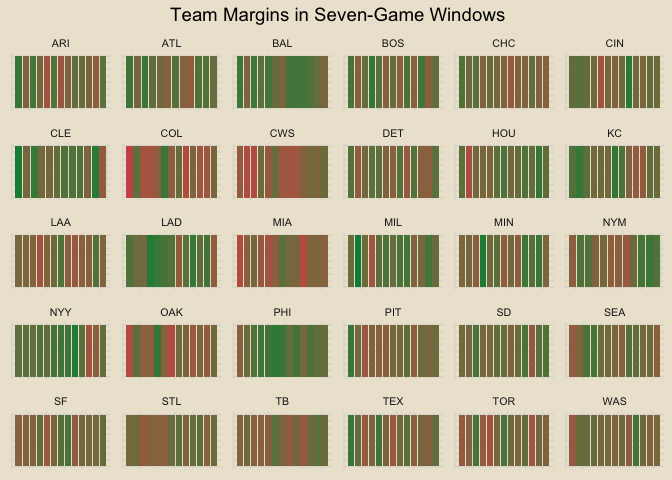 Team Margins in Seven-Game Windows
ARI ATL BAL BOS CHC CIN
CLE COL CWS DET HOU KC
LAA LAD MIA MIL MIN NYM
NYY OAK PHI PIT SD SEA
SF STL TB TEX TOR WAS